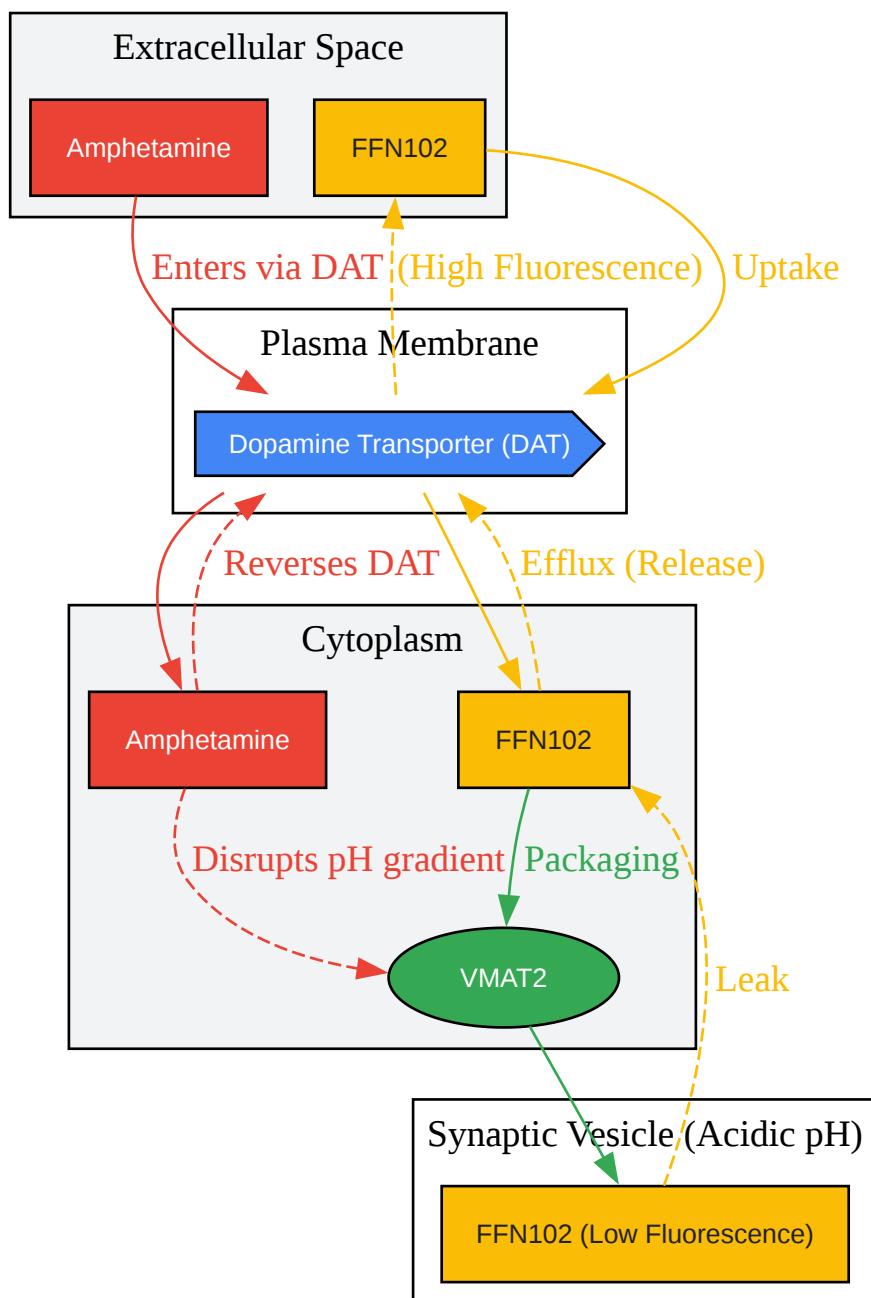 Extracellular Space
Amphetamine
FFN102
Enters via DAT
(High Fluorescence)
Uptake
Plasma Membrane
Dopamine Transporter (DAT)
Reverses DAT
Efflux (Release)
Cytoplasm
Amphetamine
FFN102
Disrupts pH gradient
Packaging
VMAT2
Leak
Synaptic Vesicle (Acidic pH)
FFN102 (Low Fluorescence)